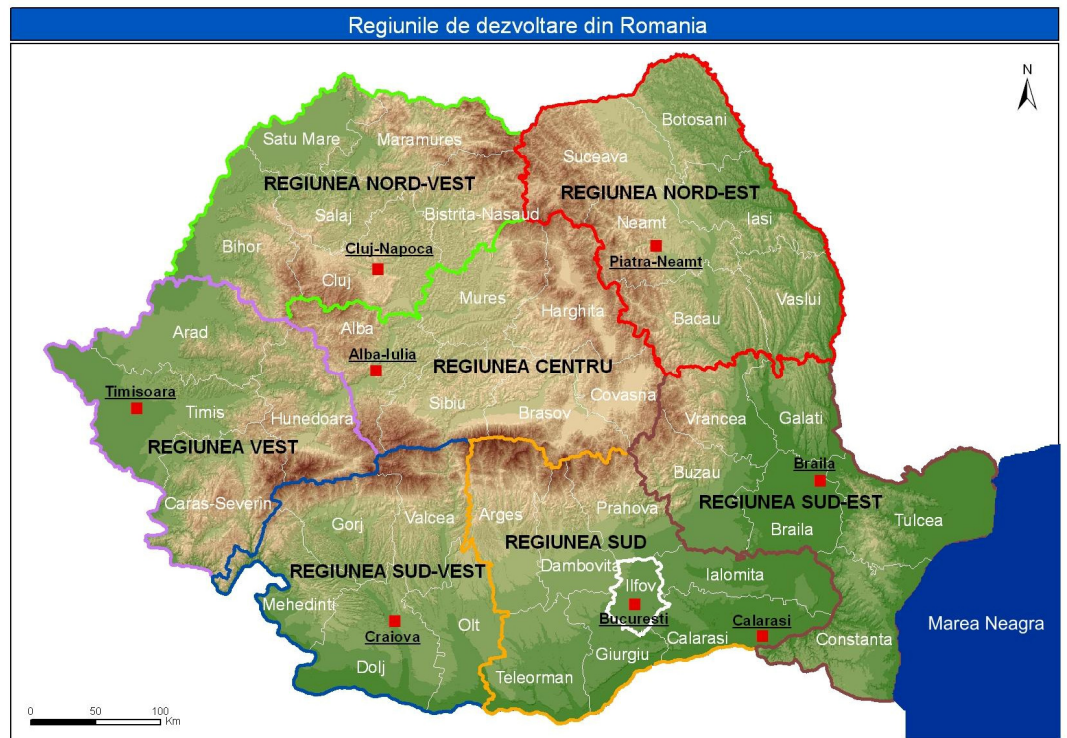 Regiunile de dezvoltare din Romania
N
Botosani
Satu Mare
Maramures
Suceava
REGIUNEA NORD-VEST
REGIUNEA NORD-EST
Salaj
Bistrita-Nasaud
Neamt
Iasi
Bihor
Cluj-Napoca
Piatra-Neamt
Cluj
Mures
Harghita
Vaslui
Bacau
Arad
Alba
Alba-Iulia
REGIUNEA CENTRU
Timisoara
Covasna
Sibiu
Brasov
Timis
Hunedoara
Vrancea
Galati
REGIUNEA VEST
Buzau
Braila
Caras-Severin
REGIUNEA SUD-EST
Prahova
Valcea
Arges
Gorj
Tulcea
Braila
REGIUNEA SUD
Dambovita
REGIUNEA SUD-VEST
Ialomita
Ilfov
Mehedinti
Bucuresti
Calarasi
Olt
Marea Neagra
Craiova
Calarasi
Constanta
Giurgiu
Dolj
Teleorman
0 50 100
Km